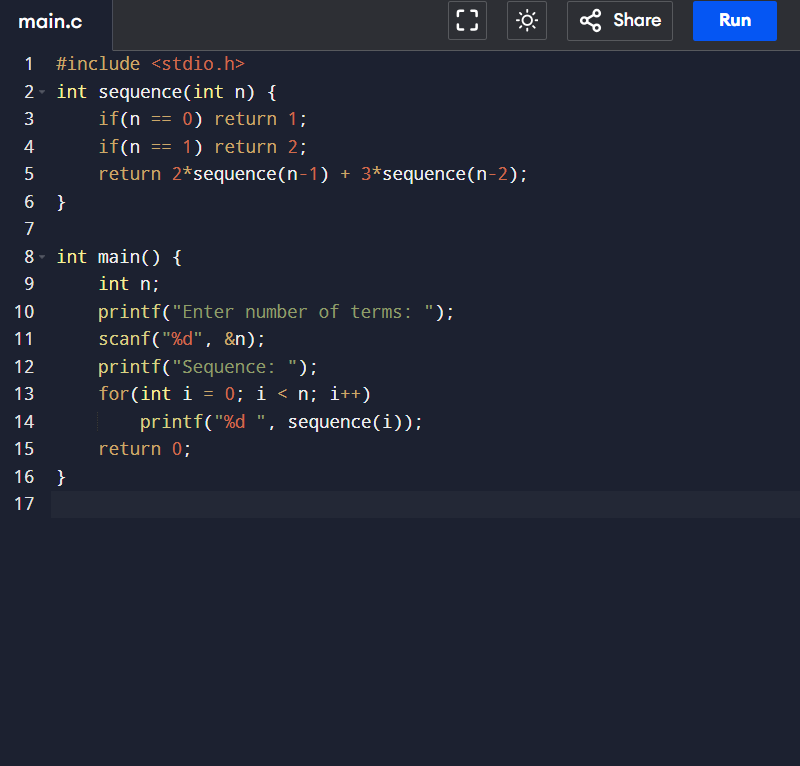 main.c Share Run
1 #include <stdio.h>
2 int sequence(int n) {
3     if(n == 0) return 1;
4     if(n == 1) return 2;
5     return 2*sequence(n-1) + 3*sequence(n-2);
6 }
7
8 int main() {
9     int n;
10     printf("Enter number of terms: ");
11     scanf("%d", &n);
12     printf("Sequence: ");
13     for(int i = 0; i < n; i++)
14         printf("%d ", sequence(i));
15     return 0;
16 }
17